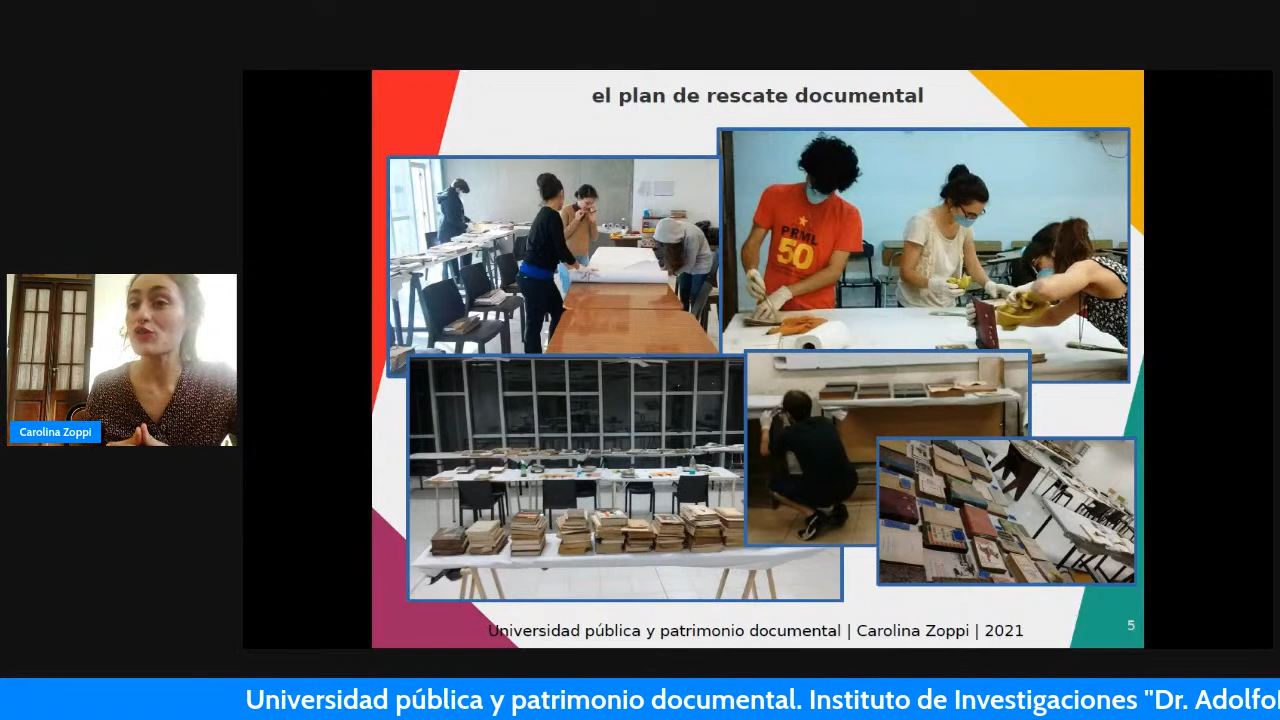 el plan de rescate documental
PRML
50
Carolina Zoppi
Universidad pública y patrimonio documental | Carolina Zoppi | 2021
5
Universidad pública y patrimonio documental. Instituto de Investigaciones "Dr. Adolfo